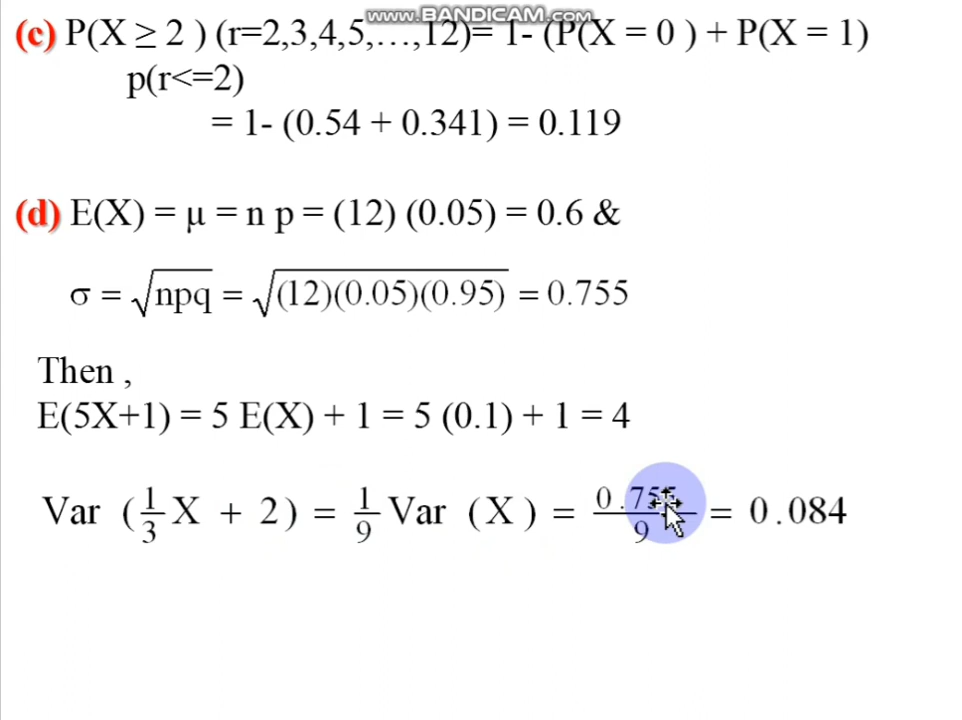 www.BANDICAM.com
(c) P(X ≥ 2 ) (r=2,3,4,5,...,12)= 1- (P(X = 0 ) + P(X = 1)
p(r<=2)
= 1- (0.54 + 0.341) = 0.119
(d) E(X) = μ = n p = (12) (0.05) = 0.6 &
σ = √npq = √(12)(0.05)(0.95) = 0.755
Then ,
E(5X+1) = 5 E(X) + 1 = 5 (0.1) + 1 = 4
Var (1/3 X + 2) = 1/9 Var (X) = 0.755/9 = 0.084